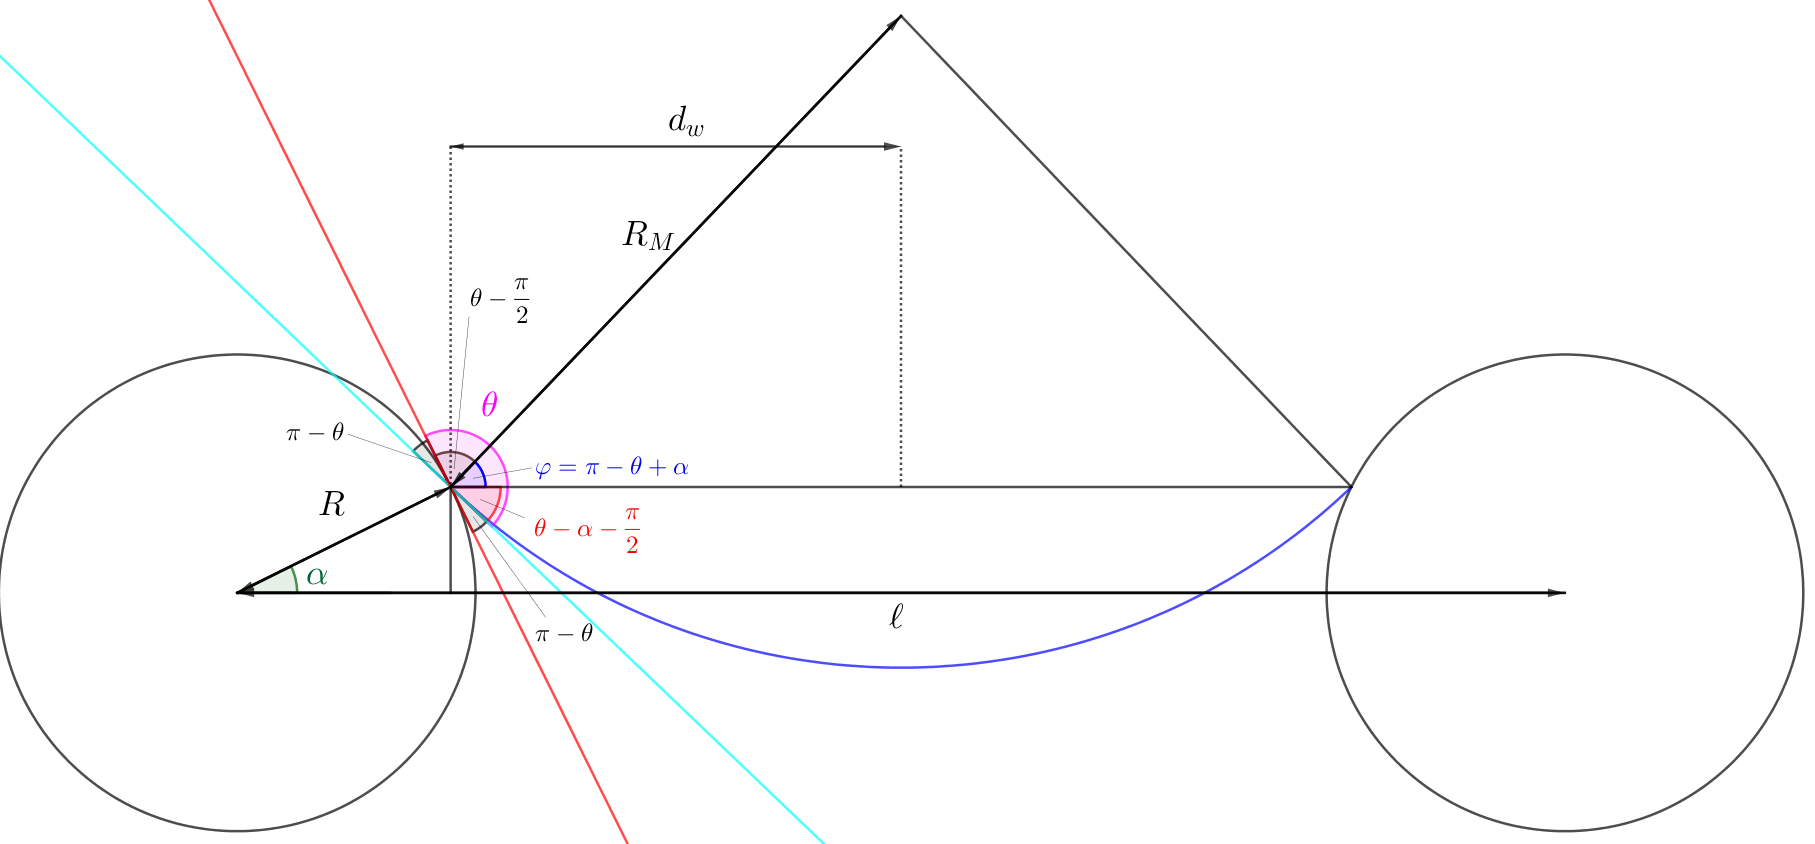 d_w
R_M
θ − π/2
θ
π − θ
φ = π − θ + α
R
θ − α − π/2
α
ℓ
π − θ